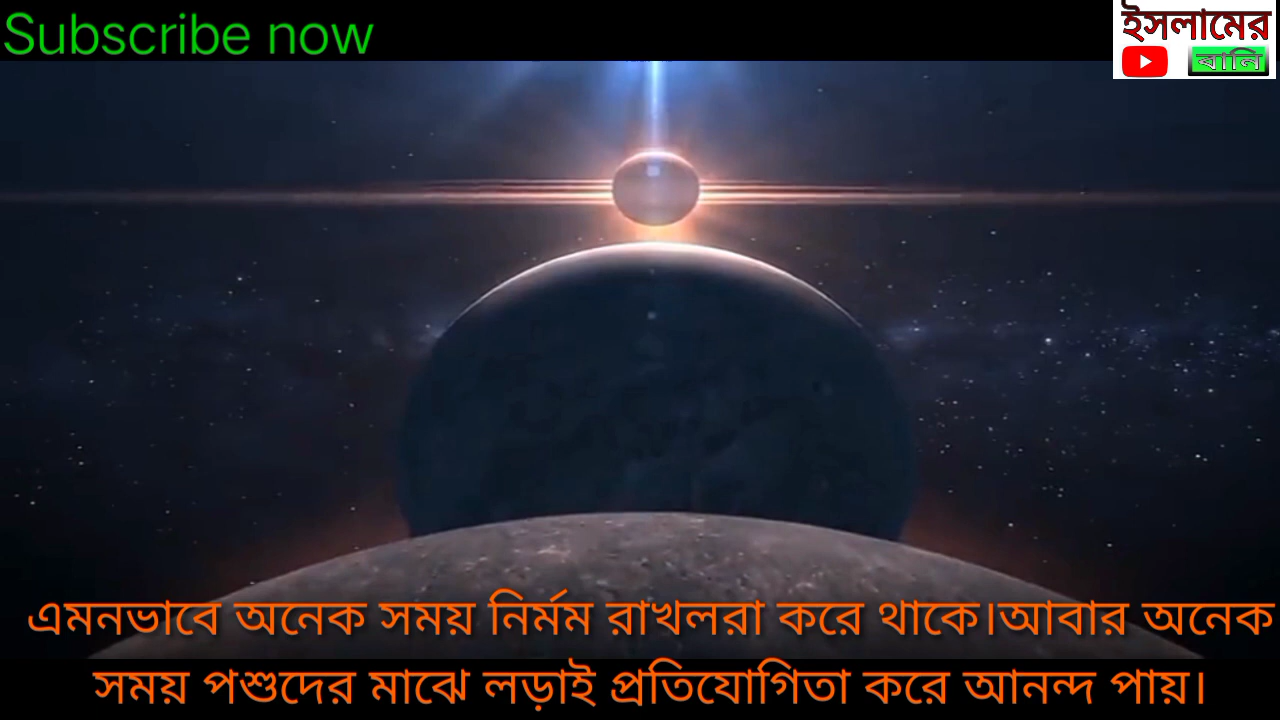 Subscribe now
ইসলামের
বানি
এমনভাবে অনেক সময় নির্মম রাখলরা করে থাকে।আবার অনেক
সময় পশুদের মাঝে লড়াই প্রতিযোগিতা করে আনন্দ পায়।